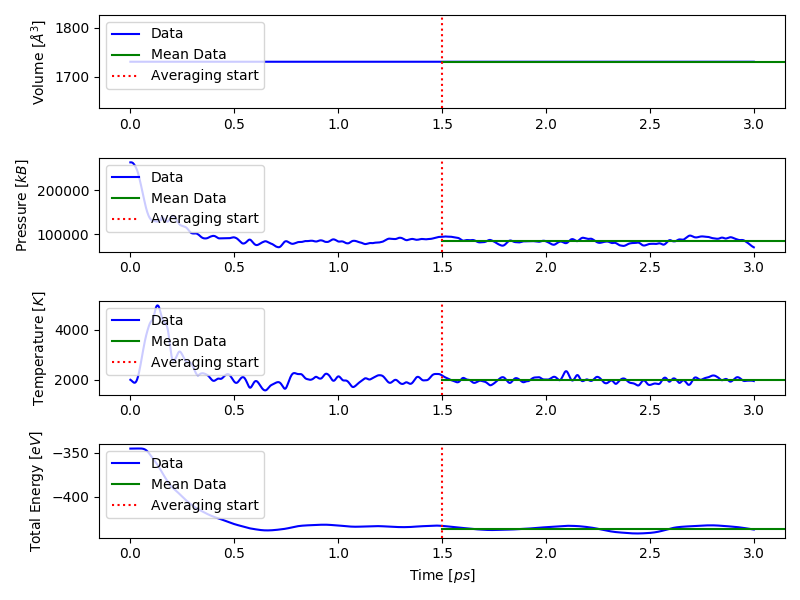 Volume [Å³]
1800
1700
Data
Mean Data
Averaging start
0.0 0.5 1.0 1.5 2.0 2.5 3.0
Pressure [kB]
200000
100000
Data
Mean Data
Averaging start
0.0 0.5 1.0 1.5 2.0 2.5 3.0
Temperature [K]
4000
2000
Data
Mean Data
Averaging start
0.0 0.5 1.0 1.5 2.0 2.5 3.0
Total Energy [eV]
−350
−400
Data
Mean Data
Averaging start
0.0 0.5 1.0 1.5 2.0 2.5 3.0
Time [ps]